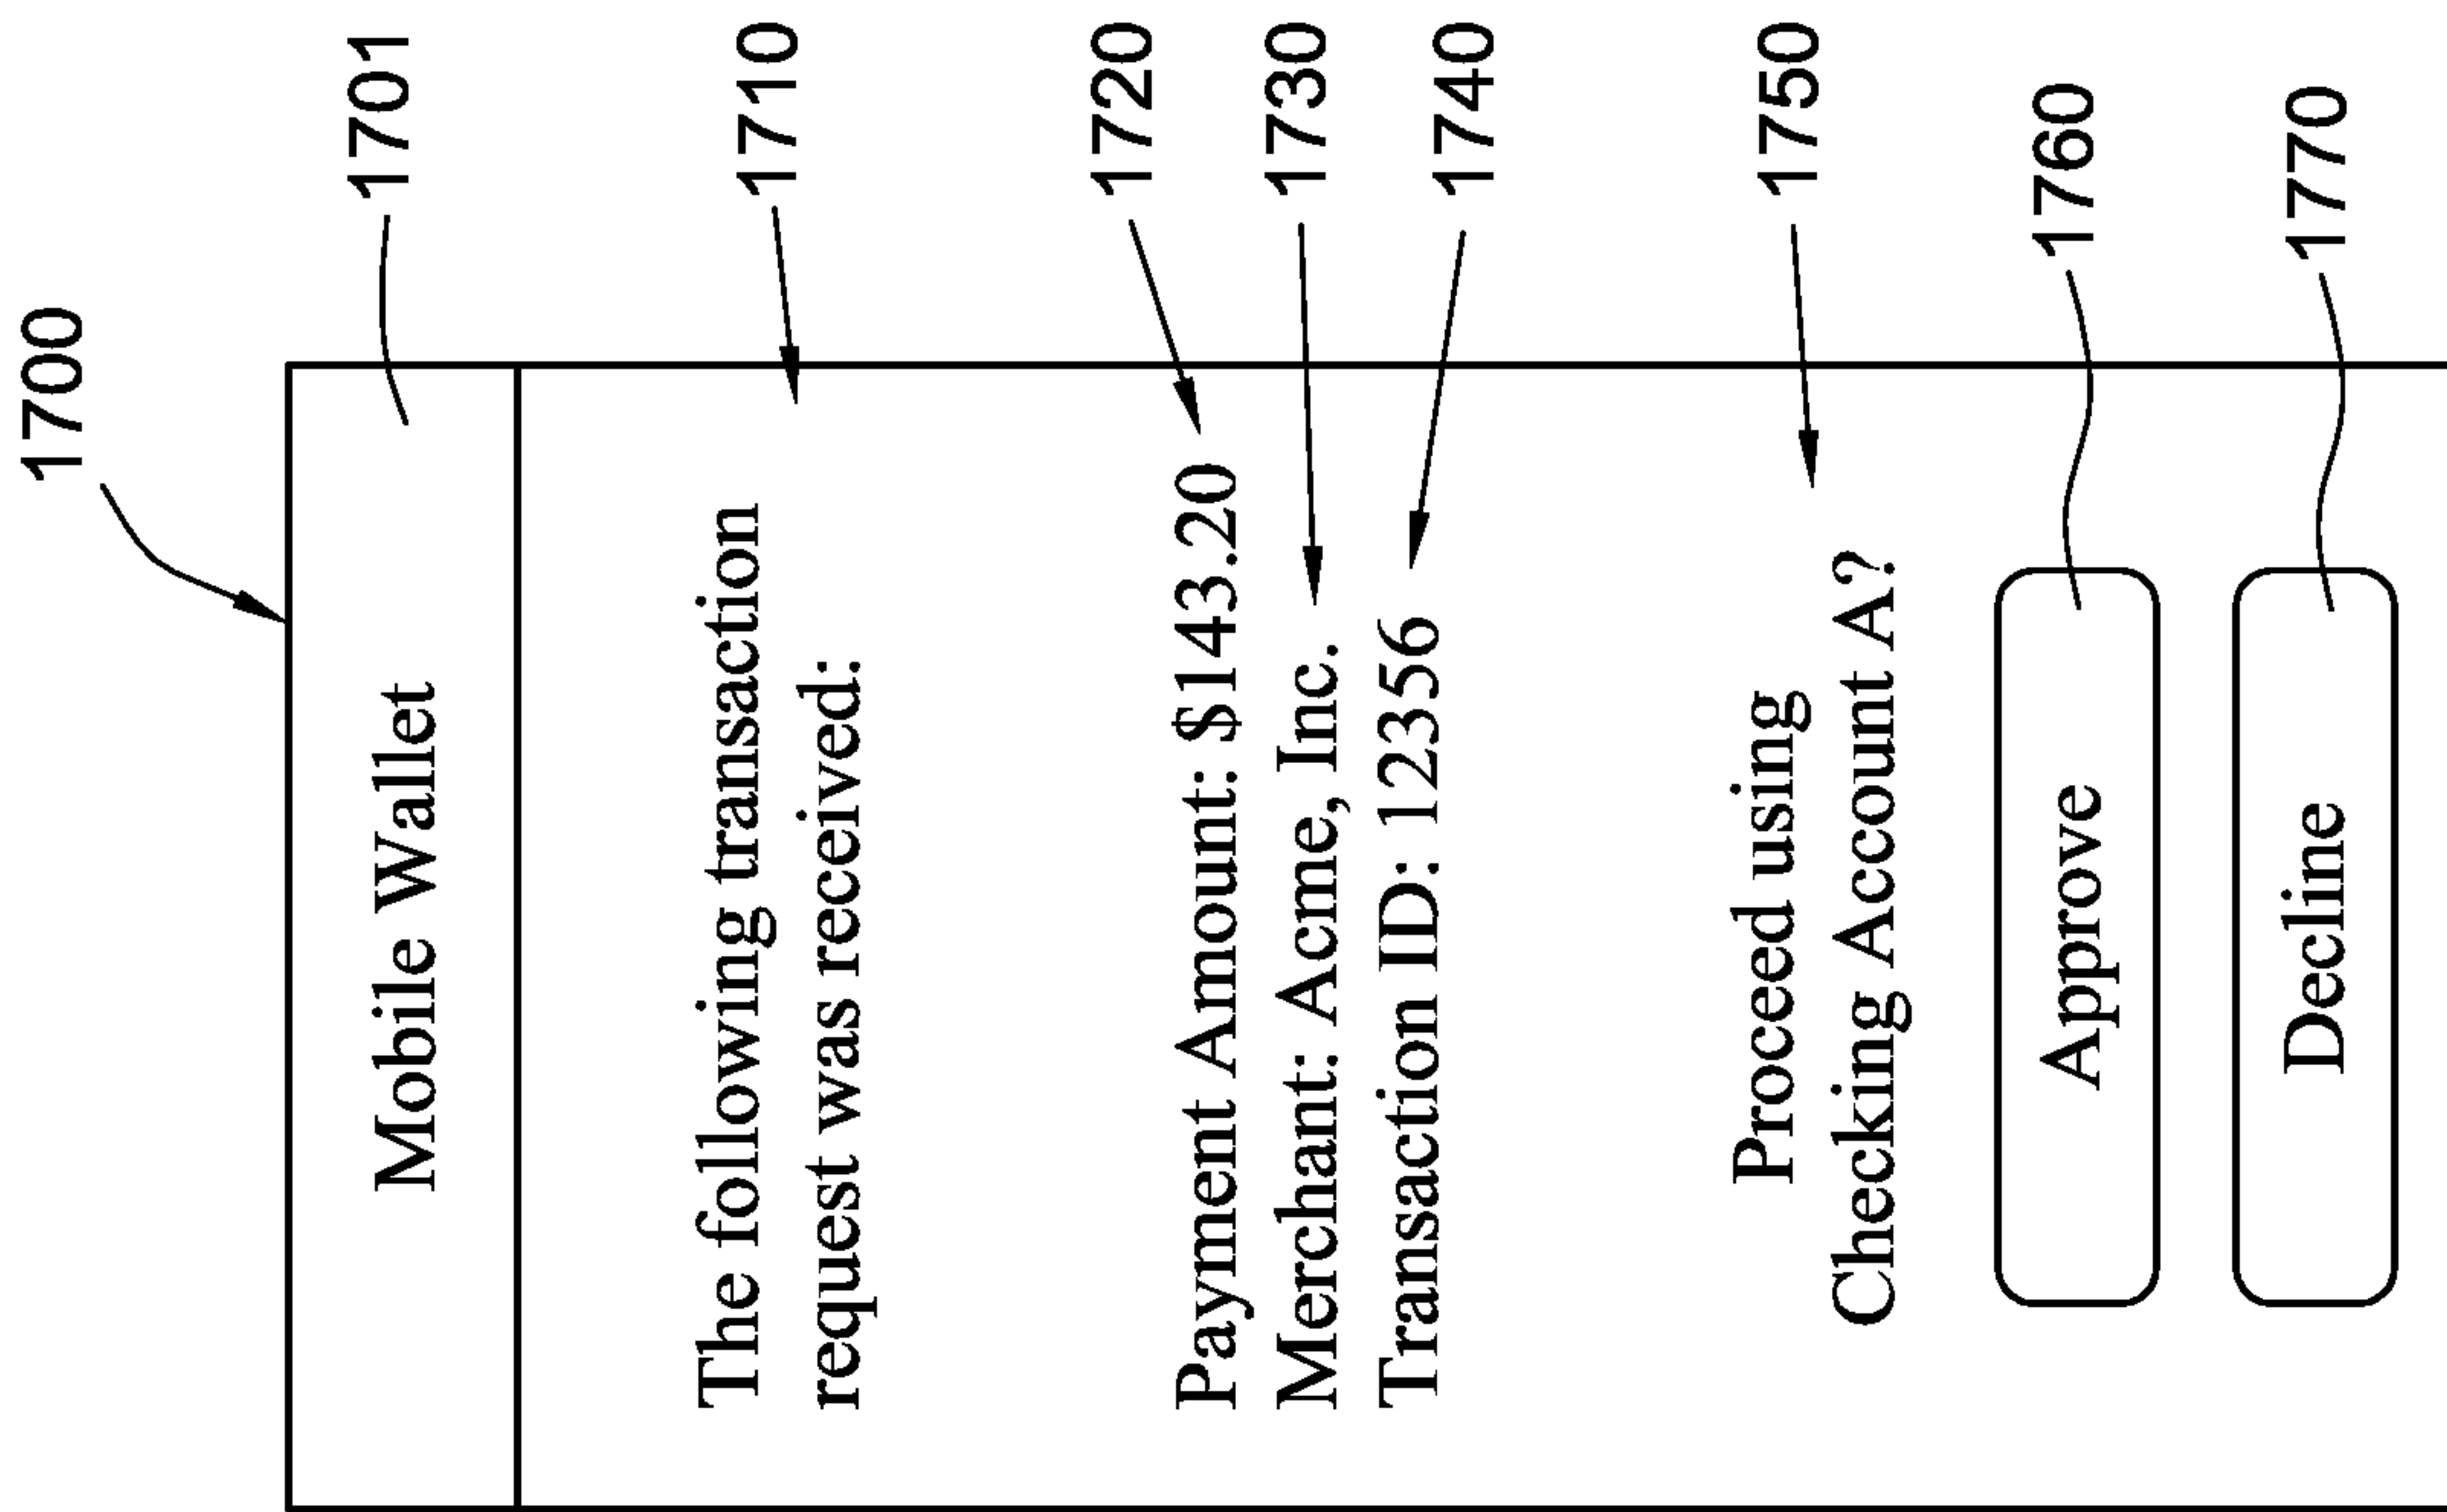 1700
Mobile Wallet
1701
The following transaction
request was received:
1710
Payment Amount: $143.20
1720
Merchant: Acme, Inc.
1730
Transaction ID: 12356
1740
Proceed using
Checking Account A?
1750
Approve
1760
Decline
1770